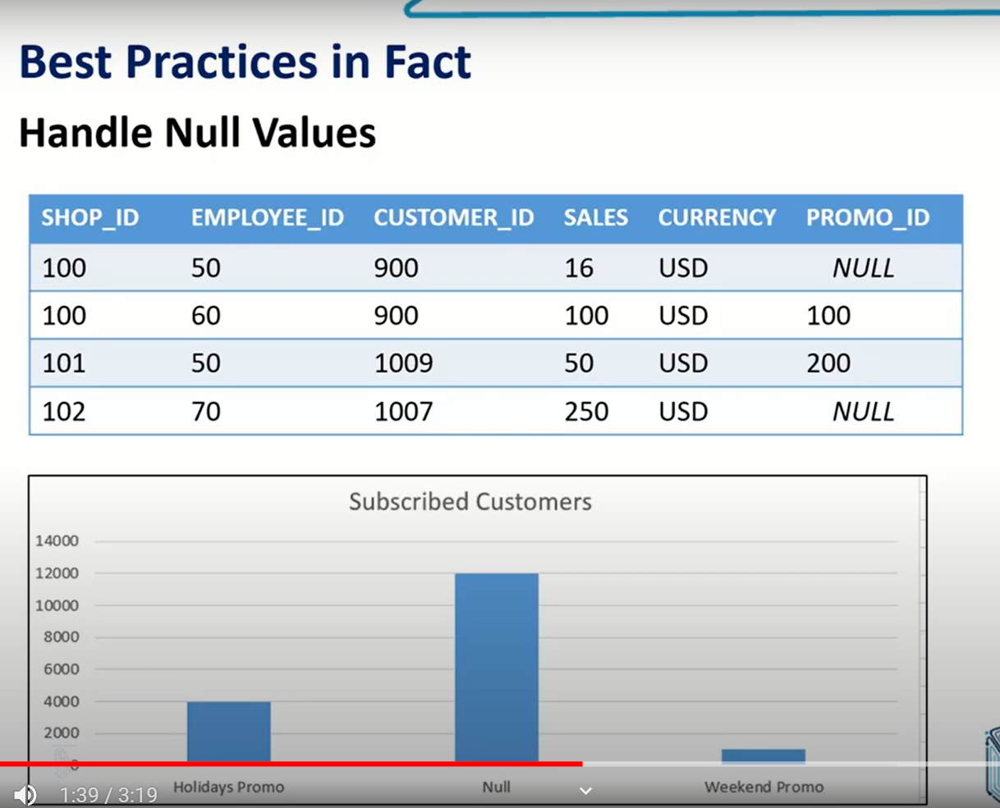 Best Practices in Fact
Handle Null Values
SHOP_ID EMPLOYEE_ID CUSTOMER_ID SALES CURRENCY PROMO_ID
100 50 900 16 USD NULL
100 60 900 100 USD 100
101 50 1009 50 USD 200
102 70 1007 250 USD NULL
Subscribed Customers
14000
12000
10000
8000
6000
4000
2000
0
Holidays Promo Null Weekend Promo
1:39 / 3:19